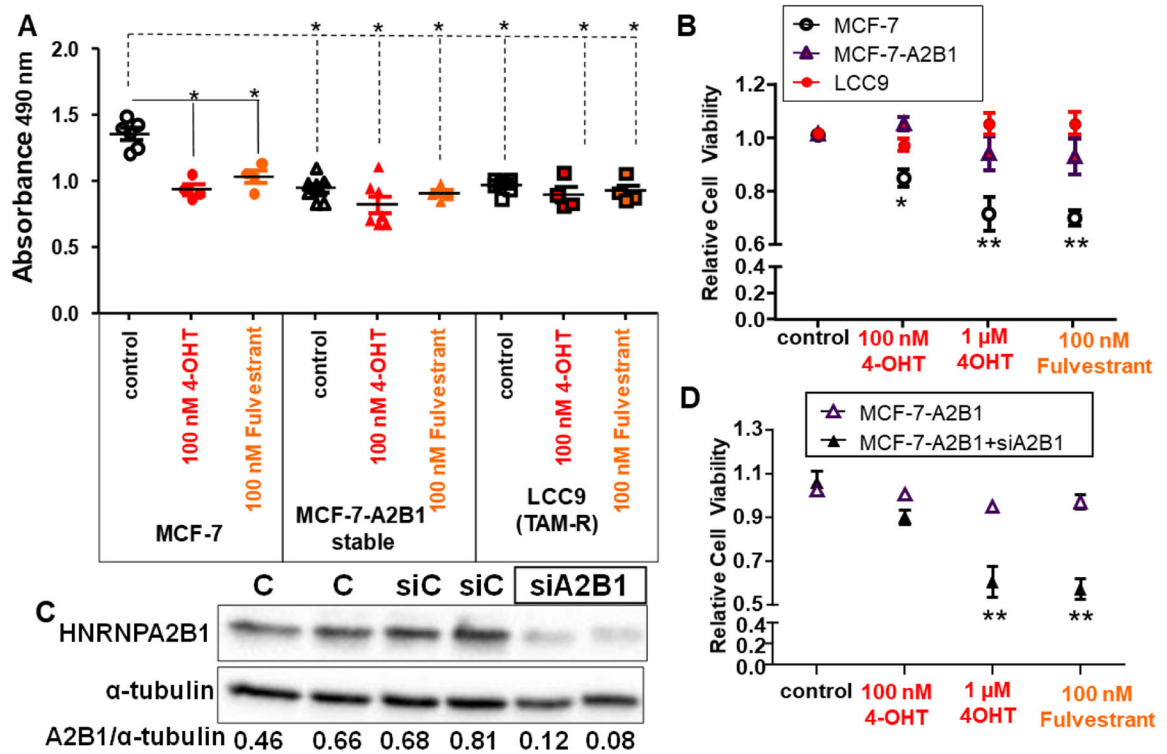 A
Absorbance 490 nm
2.0
1.5
1.0
0.5
0.0
* * * * * *
* *
control
100 nM 4-OHT
100 nM Fulvestrant
control
100 nM 4-OHT
100 nM Fulvestrant
control
100 nM 4-OHT
100 nM Fulvestrant
MCF-7
MCF-7-A2B1
stable
LCC9
(TAM-R)
B
MCF-7
MCF-7-A2B1
LCC9
Relative Cell Viability
1.2
1.0
0.8
0.6
0.4
0.2
0.0
*
**
**
control
100 nM
4-OHT
1 µM
4OHT
100 nM
Fulvestrant
C
C C siC siC siA2B1
HNRNPA2B1
α-tubulin
A2B1/α-tubulin 0.46 0.66 0.68 0.81 0.12 0.08
D
MCF-7-A2B1
MCF-7-A2B1+siA2B1
Relative Cell Viability
1.3
1.1
0.9
0.7
0.5
0.4
0.2
0.0
**
**
control
100 nM
4-OHT
1 µM
4OHT
100 nM
Fulvestrant